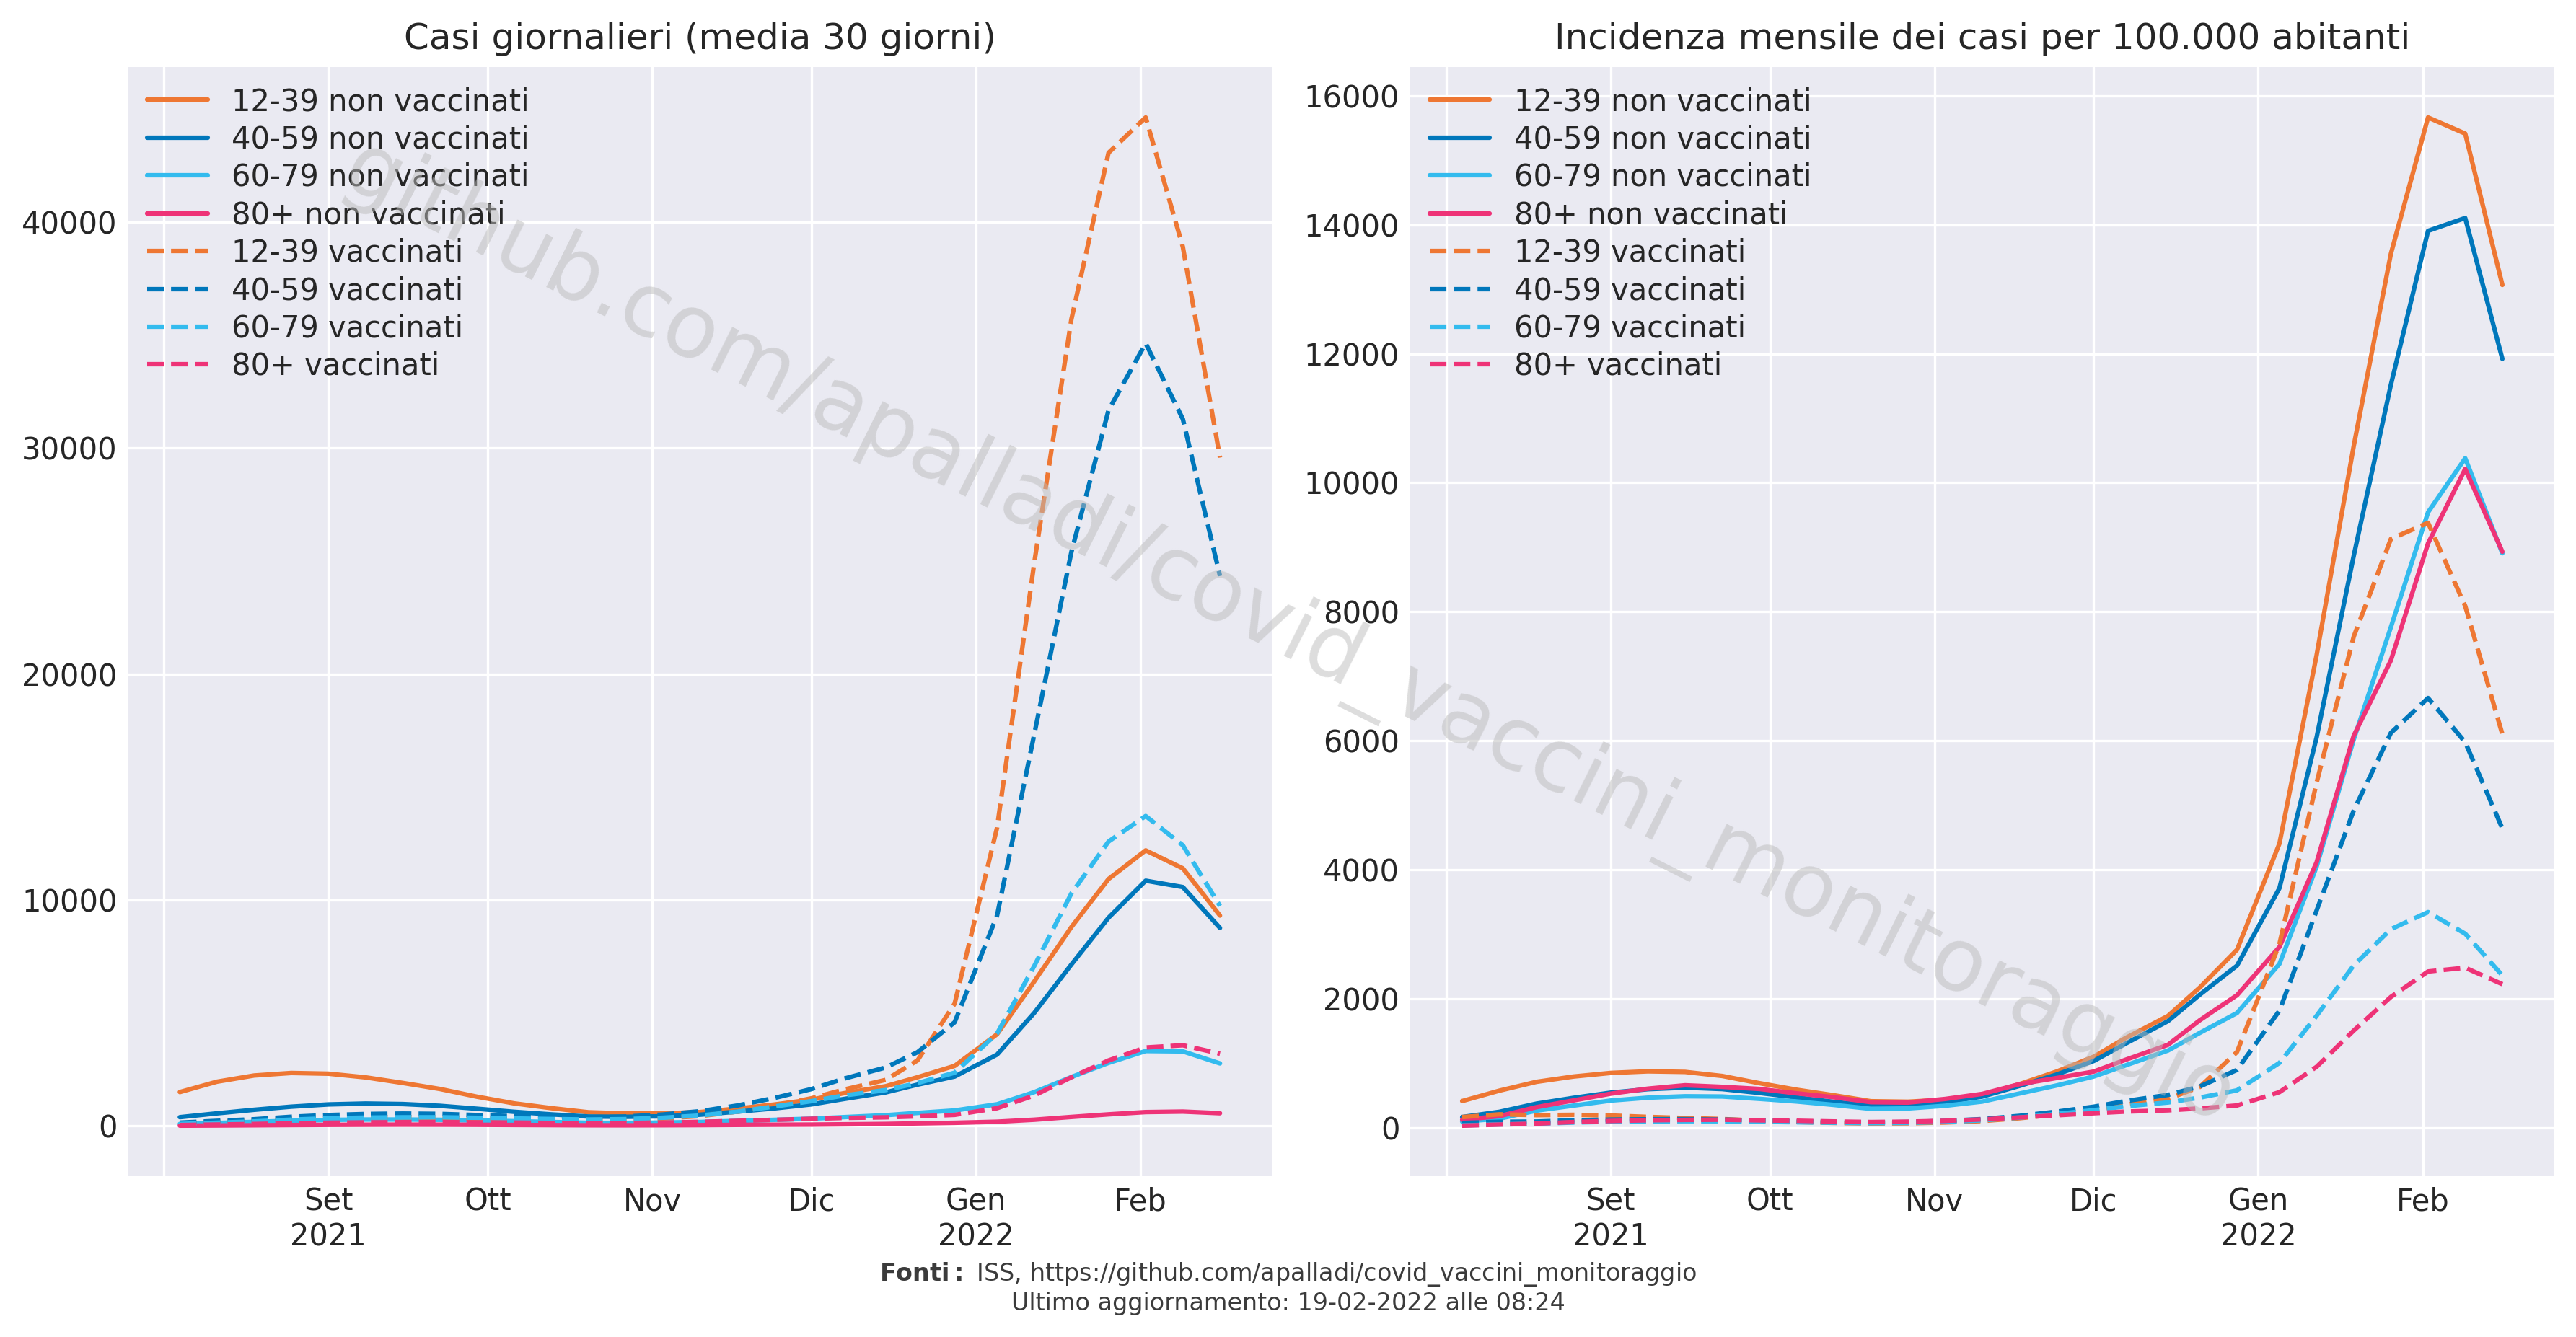 Casi giornalieri (media 30 giorni)
12-39 non vaccinati
40-59 non vaccinati
60-79 non vaccinati
80+ non vaccinati
12-39 vaccinati
40-59 vaccinati
60-79 vaccinati
80+ vaccinati
40000
30000
20000
10000
0
Set
2021
Ott
Nov
Dic
Gen
2022
Feb
Incidenza mensile dei casi per 100.000 abitanti
12-39 non vaccinati
40-59 non vaccinati
60-79 non vaccinati
80+ non vaccinati
12-39 vaccinati
40-59 vaccinati
60-79 vaccinati
80+ vaccinati
16000
14000
12000
10000
8000
6000
4000
2000
0
Set
2021
Ott
Nov
Dic
Gen
2022
Feb
github.com/apalladi/covid_vaccini_monitoraggio
Fonti: ISS, https://github.com/apalladi/covid_vaccini_monitoraggio
Ultimo aggiornamento: 19-02-2022 alle 08:24